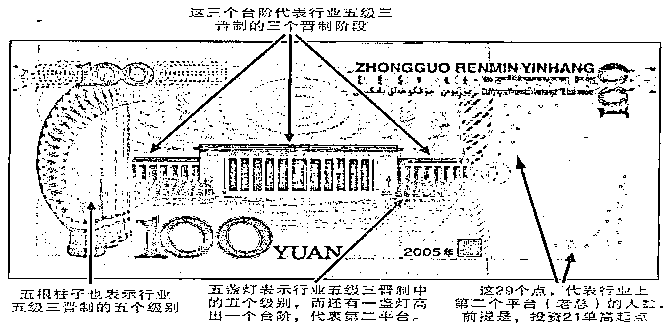 这三个台阶代表行业五级三
晋制的三个晋制阶段
100
ZHONGGUO RENMIN YINHANG
100
100 YUAN
2005年
五根柱子也表示行业
五级三晋制的五个级别
五盏灯表示行业五级三晋制中
的五个级别，而还有一盏灯高
出一个台阶，代表第二平台。
这29个点，代表行业上
第二个平台（老总）的人数.
前提是，投资21单高起点